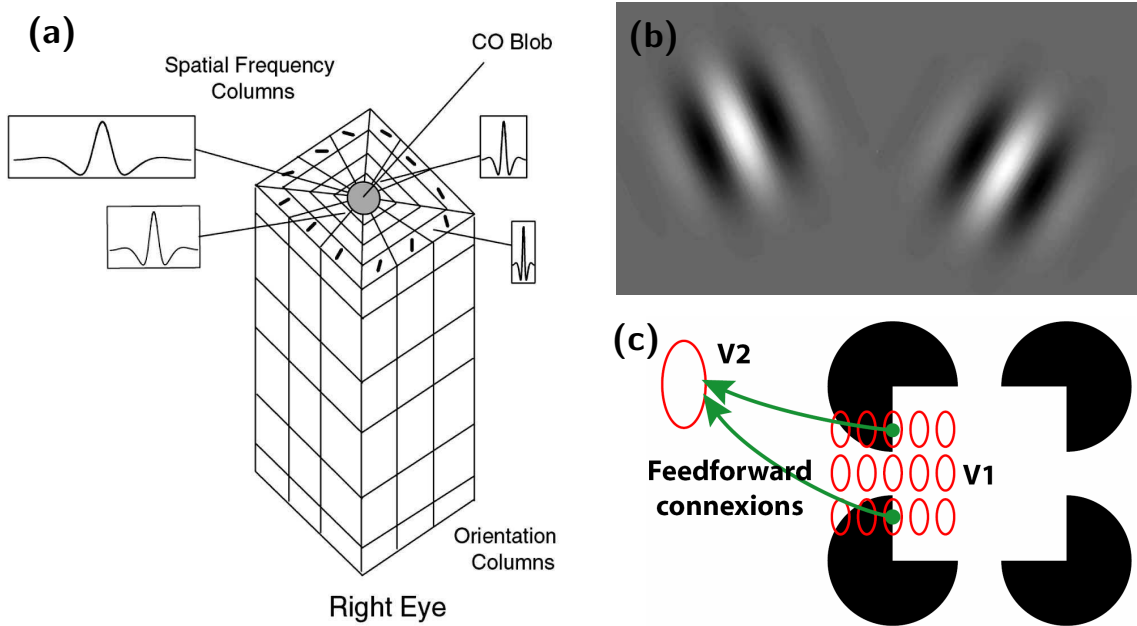 (a)
CO Blob
Spatial Frequency
Columns
Orientation
Columns
Right Eye
(b)
(c)
V2
Feedforward
connexions
V1